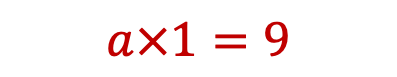 a×1 = 9